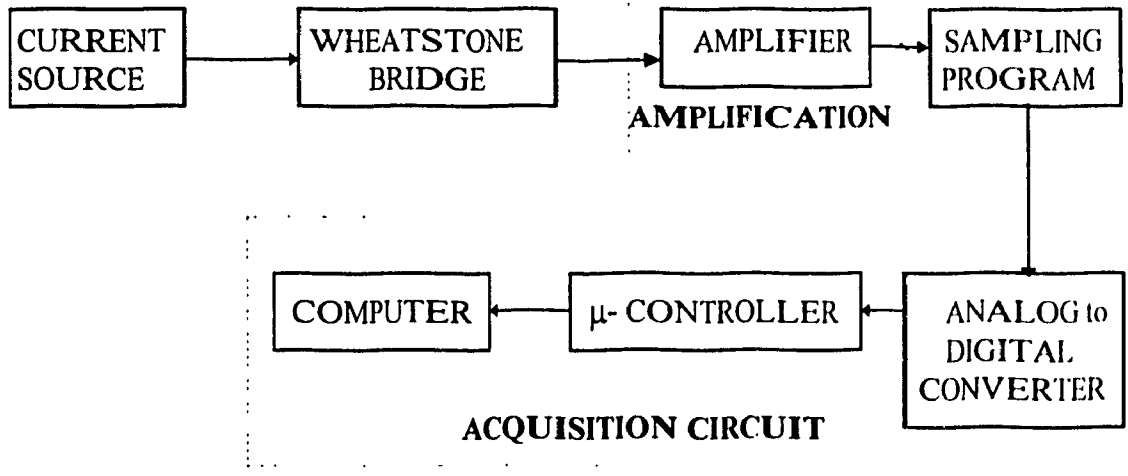 CURRENT
SOURCE
WHEATSTONE
BRIDGE
AMPLIFIER
SAMPLING
PROGRAM
AMPLIFICATION
COMPUTER
μ- CONTROLLER
ANALOG to
DIGITAL
CONVERTER
ACQUISITION CIRCUIT